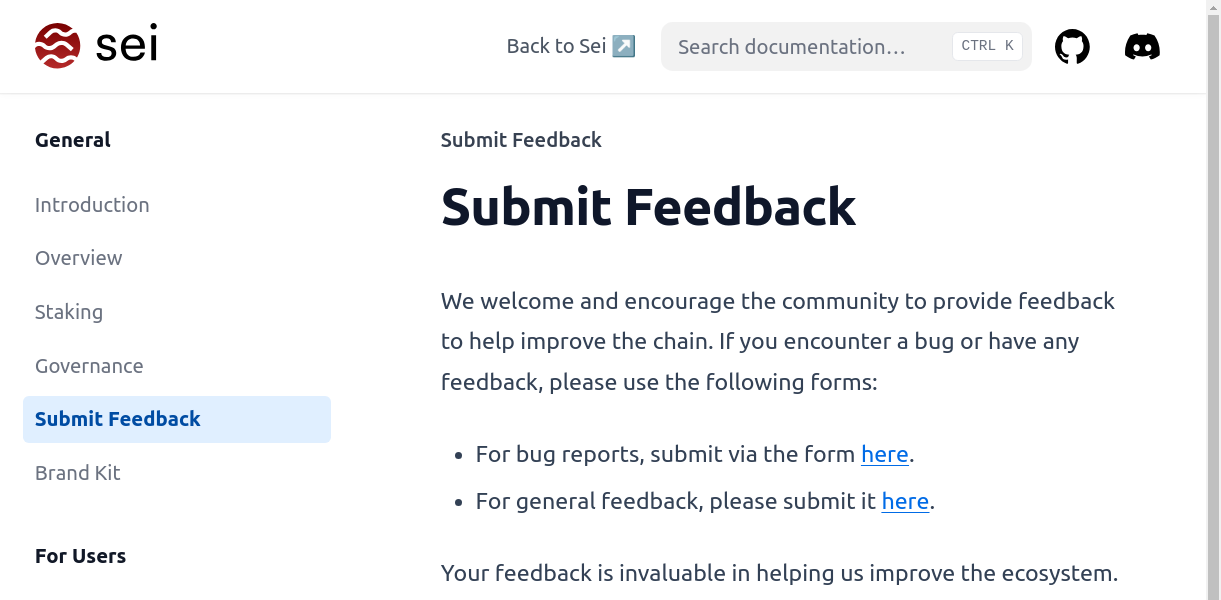 sei
Back to Sei ↗
Search documentation…
CTRL K
General
Introduction
Overview
Staking
Governance
Submit Feedback
Brand Kit
For Users
Submit Feedback
Submit Feedback
We welcome and encourage the community to provide feedback
to help improve the chain. If you encounter a bug or have any
feedback, please use the following forms:
• For bug reports, submit via the form here.
• For general feedback, please submit it here.
Your feedback is invaluable in helping us improve the ecosystem.